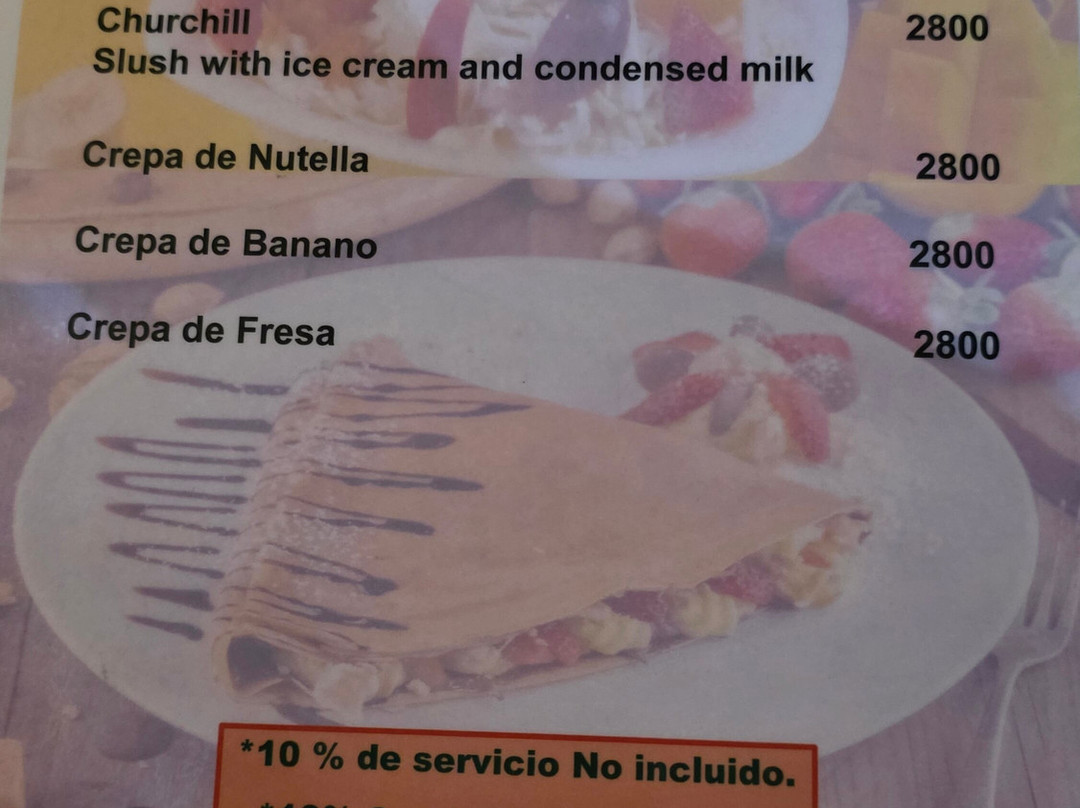 Churchill 2800
Slush with ice cream and condensed milk
Crepa de Nutella 2800
Crepa de Banano 2800
Crepa de Fresa 2800
*10 % de servicio No incluido.